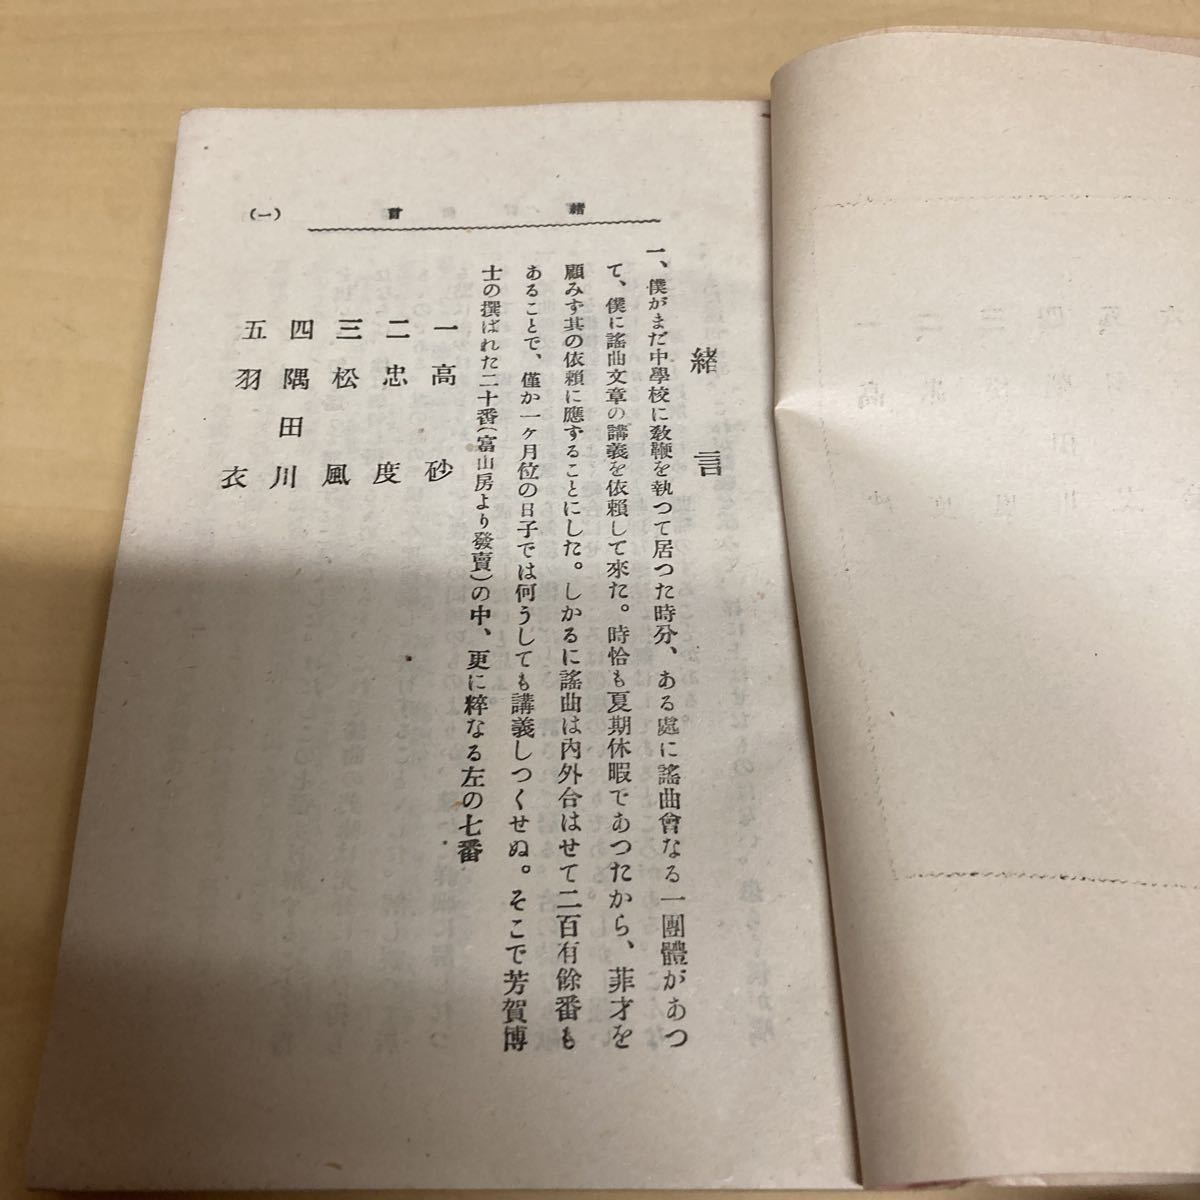 緒言
(一)
緒言
一、僕がまだ中學校に敎鞭を執つて居つた時分、ある處に謠曲會なる一團體があつ
て、僕に謠曲文章の講義を依賴して來た。時恰も夏期休暇であつたから、菲才を
顧みず其の依賴に應することにした。しかるに謠曲は內外合はせて二百有餘番も
あることで、僅か一ヶ月位の日子では何うしても講義しつくせぬ。そこで芳賀博
士の撰ばれた二十番(富山房より發賣)の中、更に粹なる左の七番
一高砂
二忠度
三松風
四隅田川
五羽衣